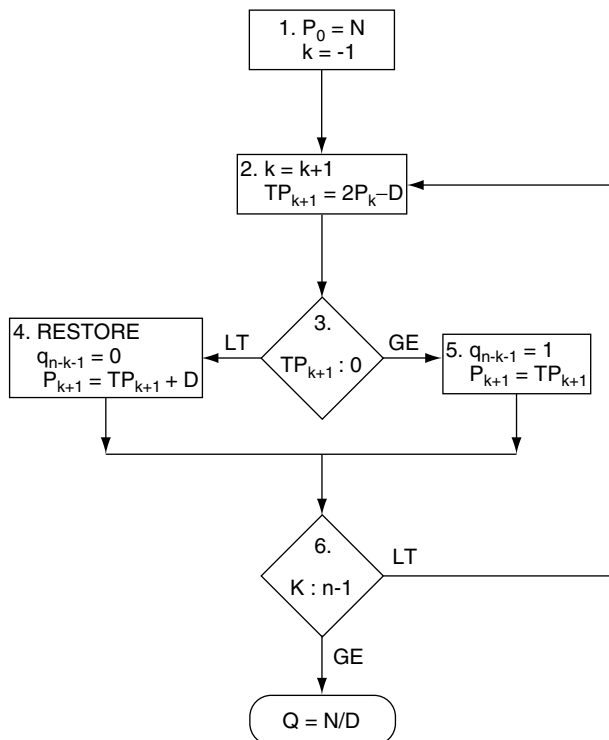 1. P₀ = N
k = -1
2. k = k+1
TPₖ₊₁ = 2Pₖ–D
3.
TPₖ₊₁ : 0
LT
GE
4. RESTORE
qₙ₋ₖ₋₁ = 0
Pₖ₊₁ = TPₖ₊₁ + D
5. qₙ₋ₖ₋₁ = 1
Pₖ₊₁ = TPₖ₊₁
6.
K : n-1
LT
GE
Q = N/D